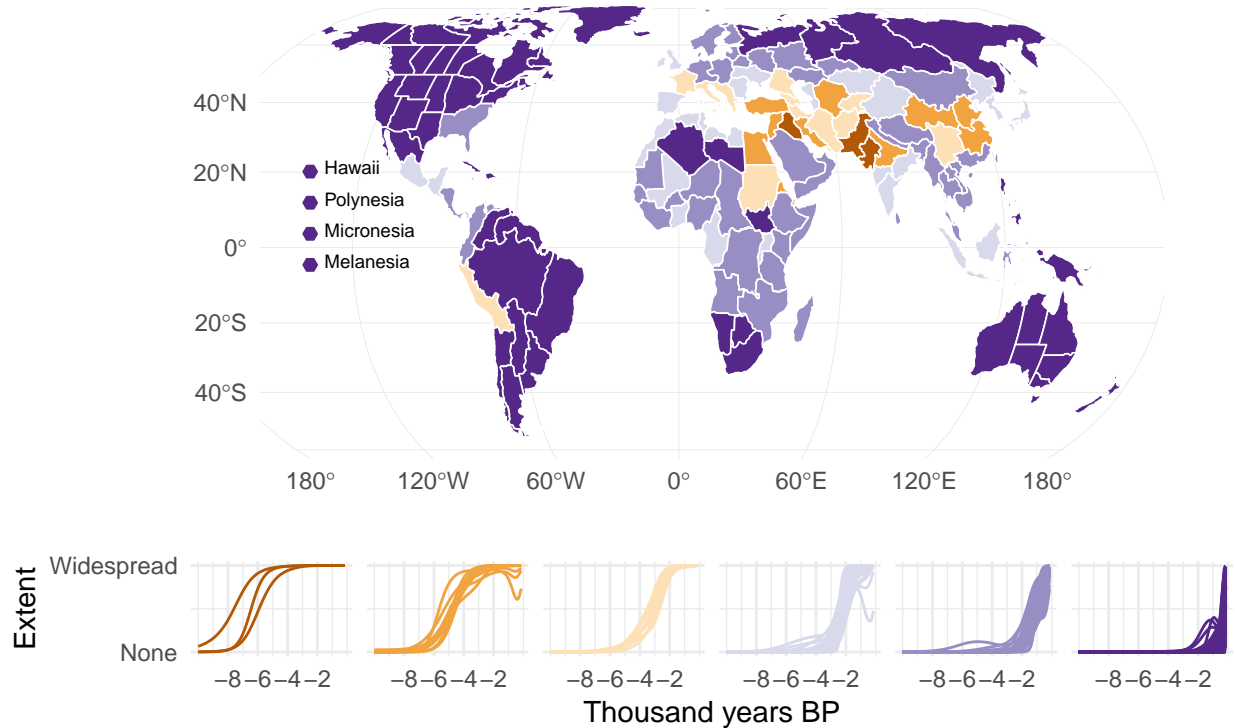 40°N
20°N
0°
20°S
40°S
Hawaii
Polynesia
Micronesia
Melanesia
180° 120°W 60°W 0° 60°E 120°E 180°
Extent
Widespread
None
−8−6−4−2 −8−6−4−2 −8−6−4−2 −8−6−4−2 −8−6−4−2 −8−6−4−2
Thousand years BP